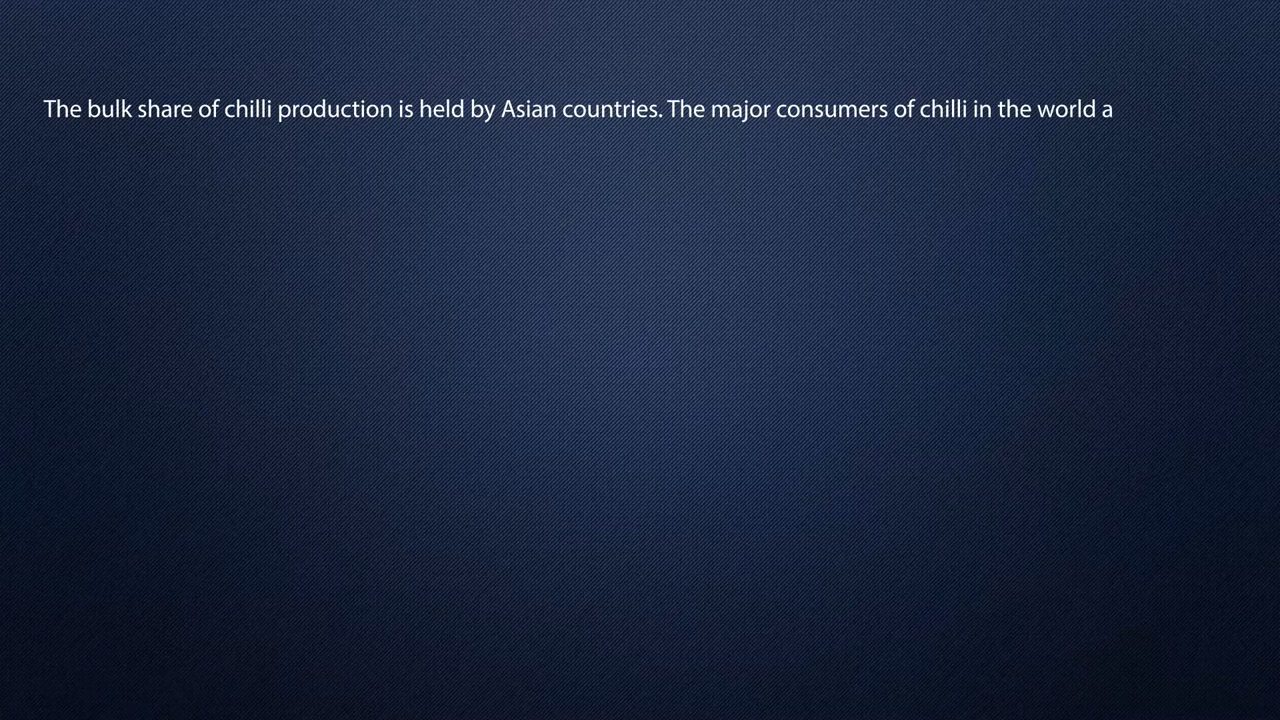 The bulk share of chilli production is held by Asian countries. The major consumers of chilli in the world a